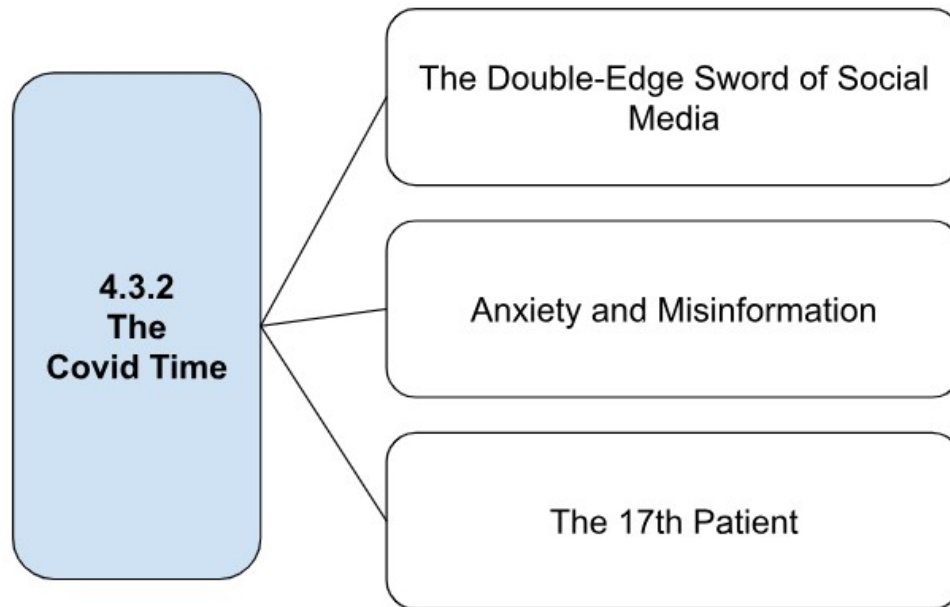 4.3.2
The
Covid Time
The Double-Edge Sword of Social
Media
Anxiety and Misinformation
The 17th Patient